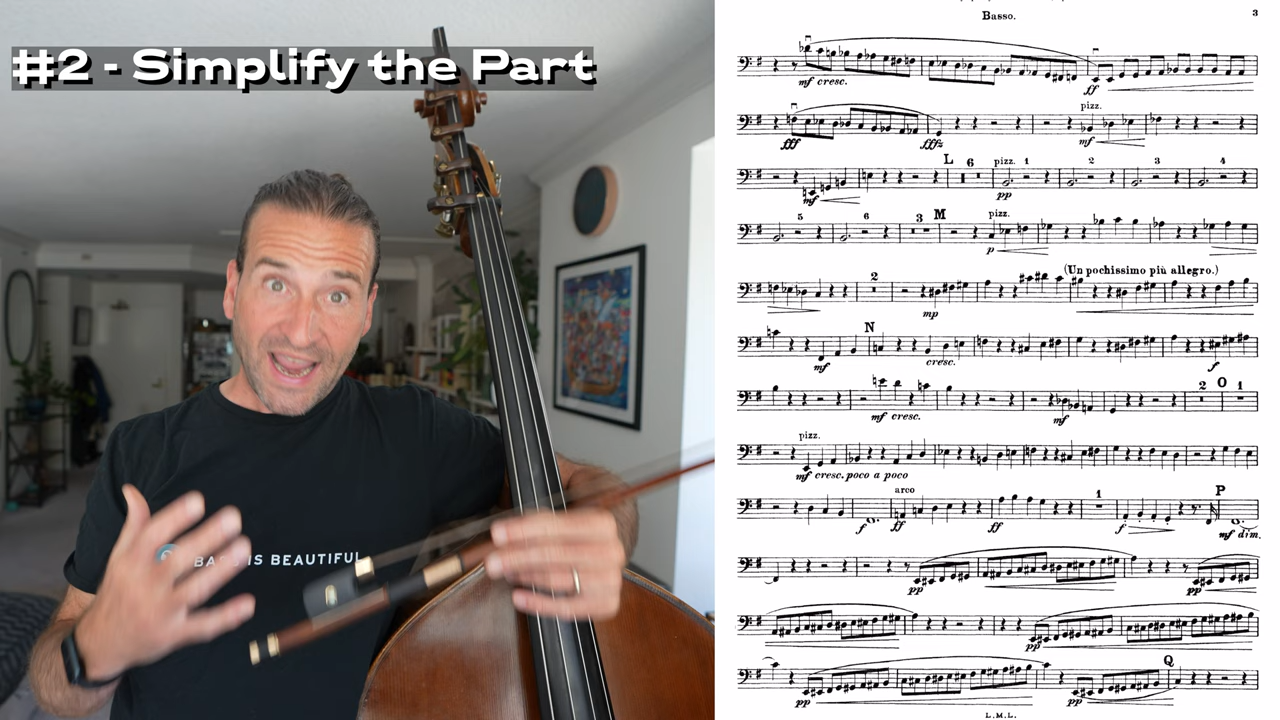 #2 - Simplify the Part
BASS IS BEAUTIFUL
Basso.
3
mf cresc.
ff
pizz.
fff
fffz
mf
L
6
pizz. 1 2 3 4
mf
pp
5 6 3 M
pizz.
p
2
(Un pochissimo più allegro.)
mp
N
mf
cresc.
f
2 O 1
mf cresc.
mf
pizz.
mf cresc. poco a poco
arco
1 P
f ff ff f
mf dim.
pp pp
pp
Q
pp pp
L.M.L.